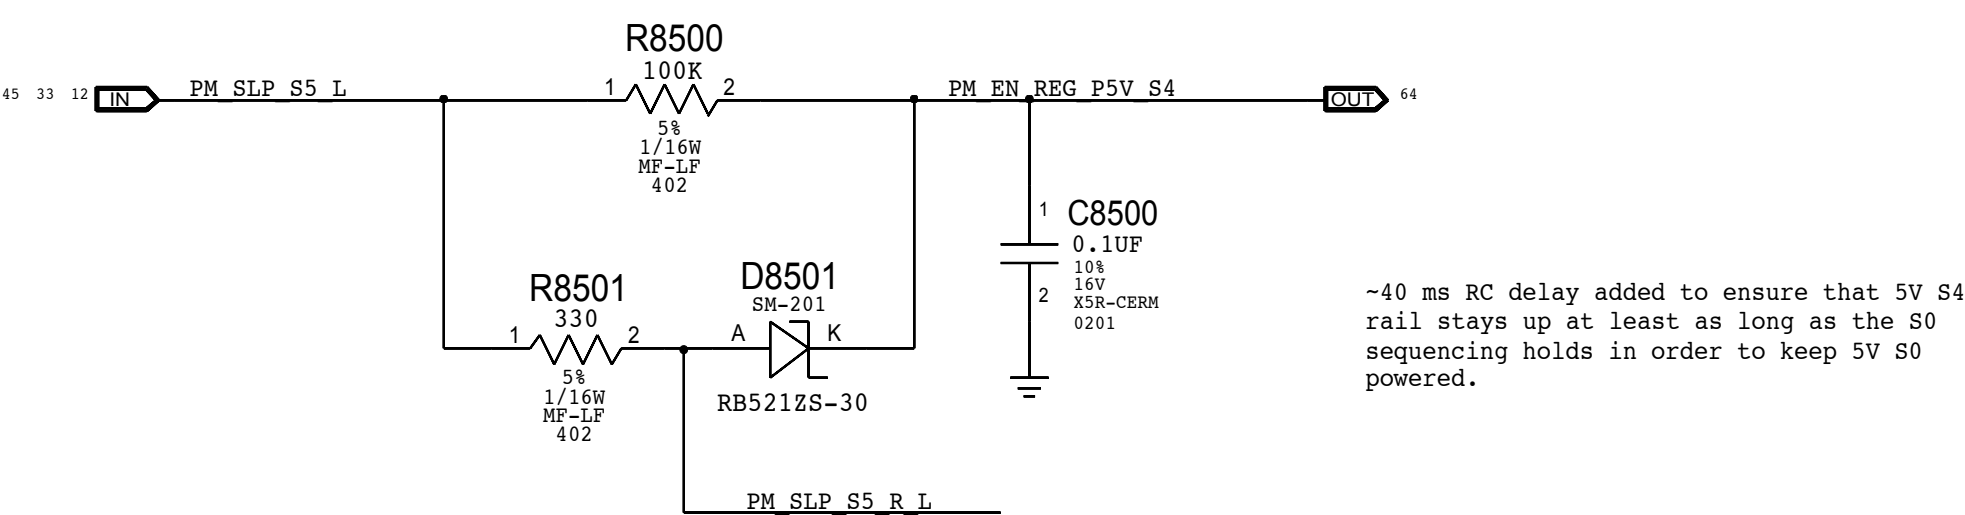 R8500
100K
45 33 12 IN PM_SLP_S5_L 1 2 PM_EN_REG_P5V_S4 OUT 64
5%
1/16W
MF-LF
402
1 C8500
0.1UF
10%
16V
X5R-CERM
0201
2
R8501
330
1 2
5%
1/16W
MF-LF
402
D8501
SM-201
A K
RB521ZS-30
~40 ms RC delay added to ensure that 5V S4
rail stays up at least as long as the S0
sequencing holds in order to keep 5V S0
powered.
PM_SLP_S5_R_L